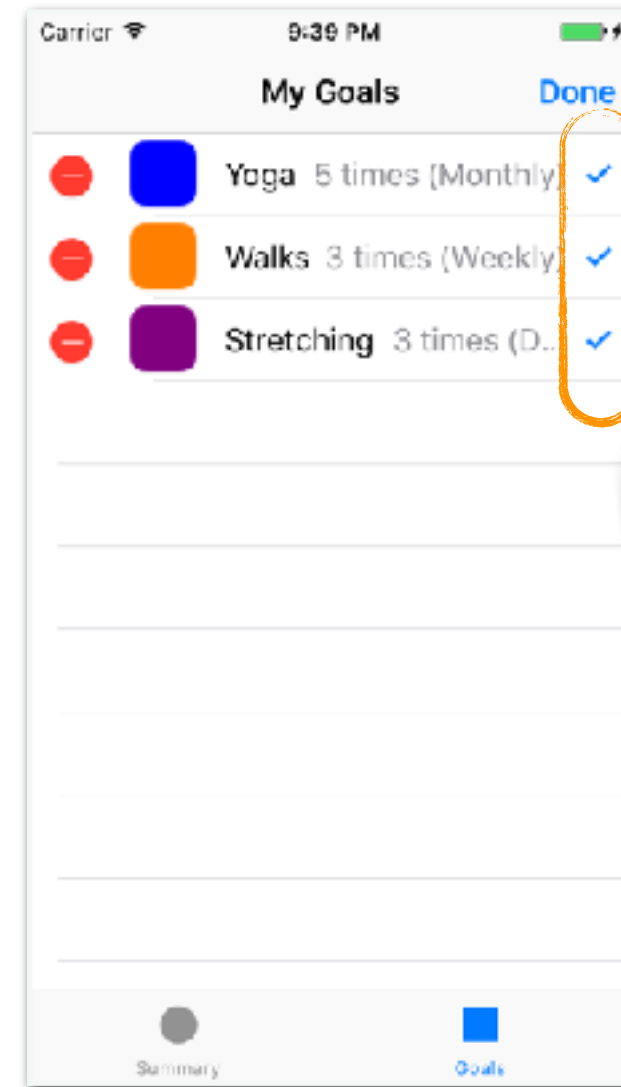 Carrier 9:39 PM
My Goals Done
Yoga 5 times (Monthly)
Walks 3 times (Weekly)
Stretching 3 times (D...
Summary Goals